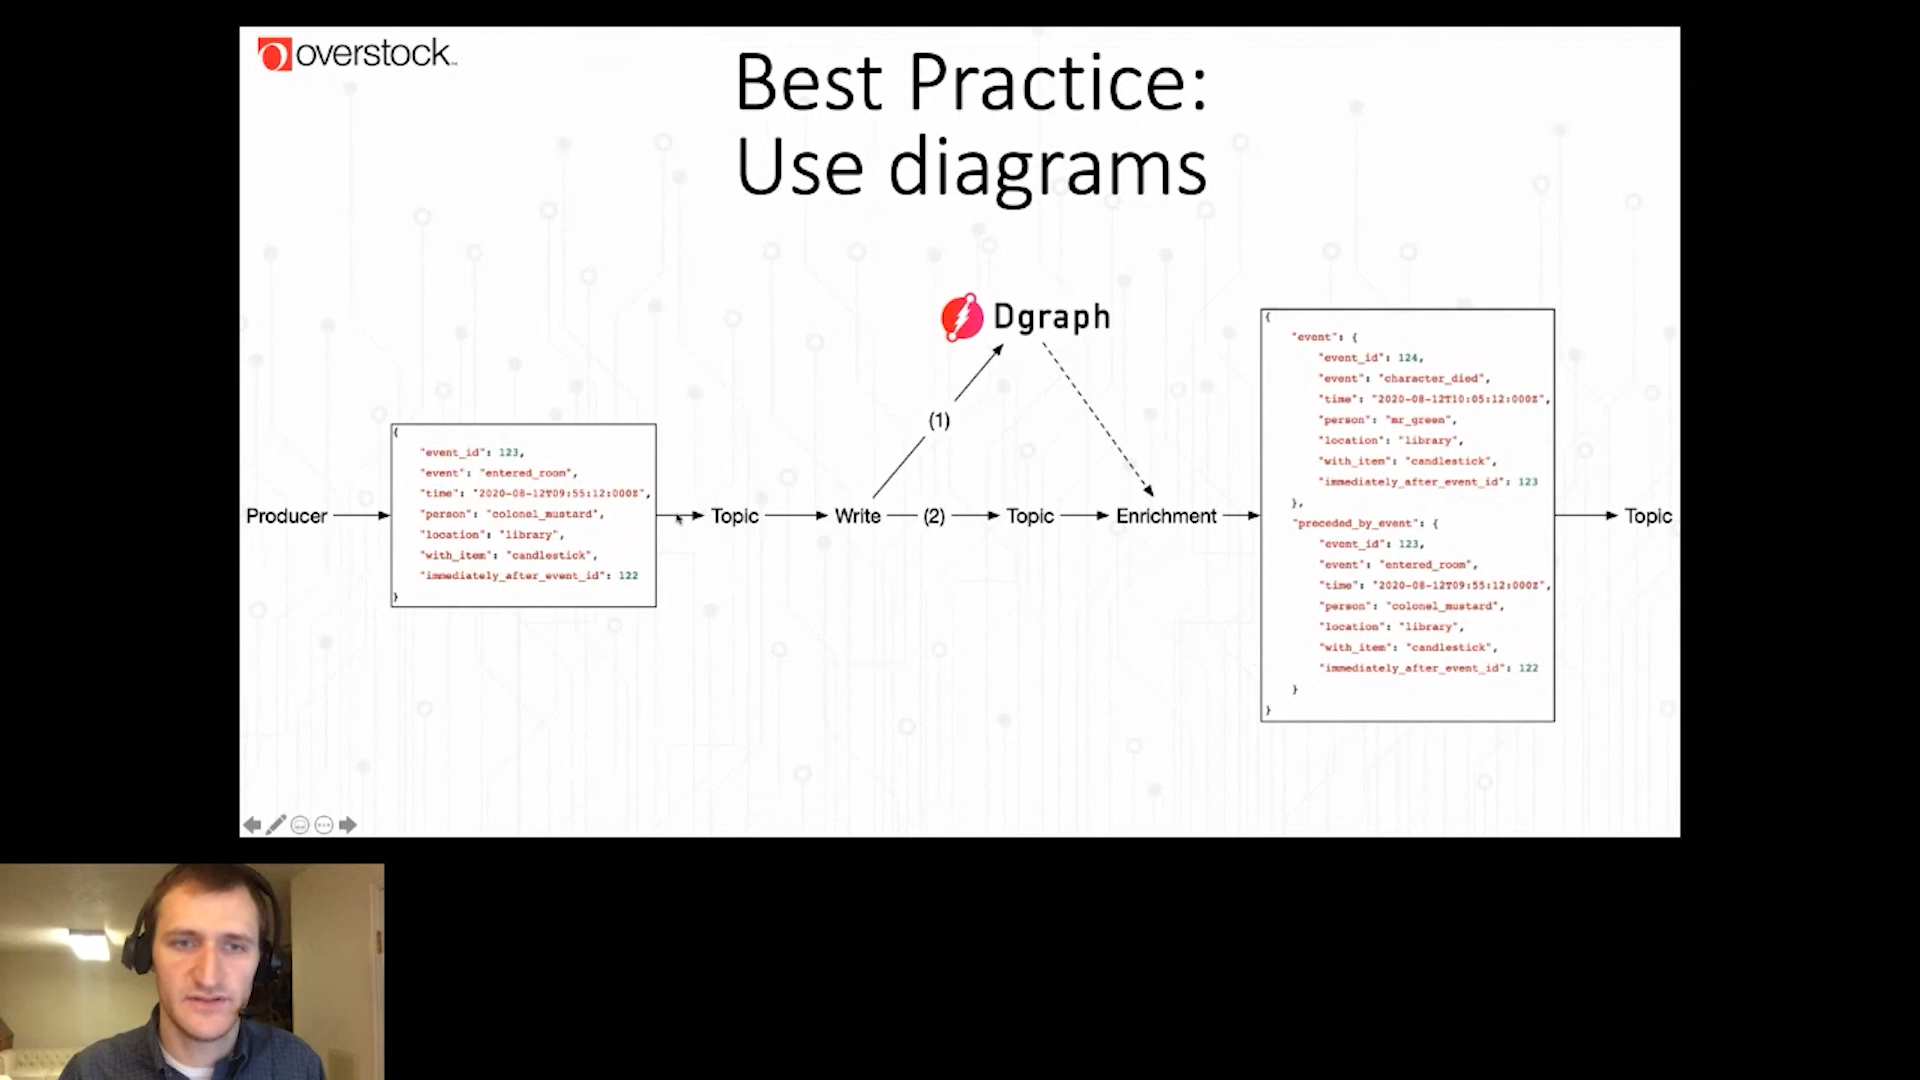 overstock™
Best Practice:
Use diagrams
Dgraph
(1)
Producer
{
"event_id": 123,
"event": "entered_room",
"time": "2020-08-12T09:55:12:000Z",
"person": "colonel_mustard",
"location": "library",
"with_item": "candlestick",
"immediately_after_event_id": 122
}
Topic
Write
(2)
Topic
Enrichment
{
"event": {
"event_id": 124,
"event": "character_died",
"time": "2020-08-12T10:05:12:000Z",
"person": "mr_green",
"location": "library",
"with_item": "candlestick",
"immediately_after_event_id": 123
},
"preceded_by_event": {
"event_id": 123,
"event": "entered_room",
"time": "2020-08-12T09:55:12:000Z",
"person": "colonel_mustard",
"location": "library",
"with_item": "candlestick",
"immediately_after_event_id": 122
}
}
Topic